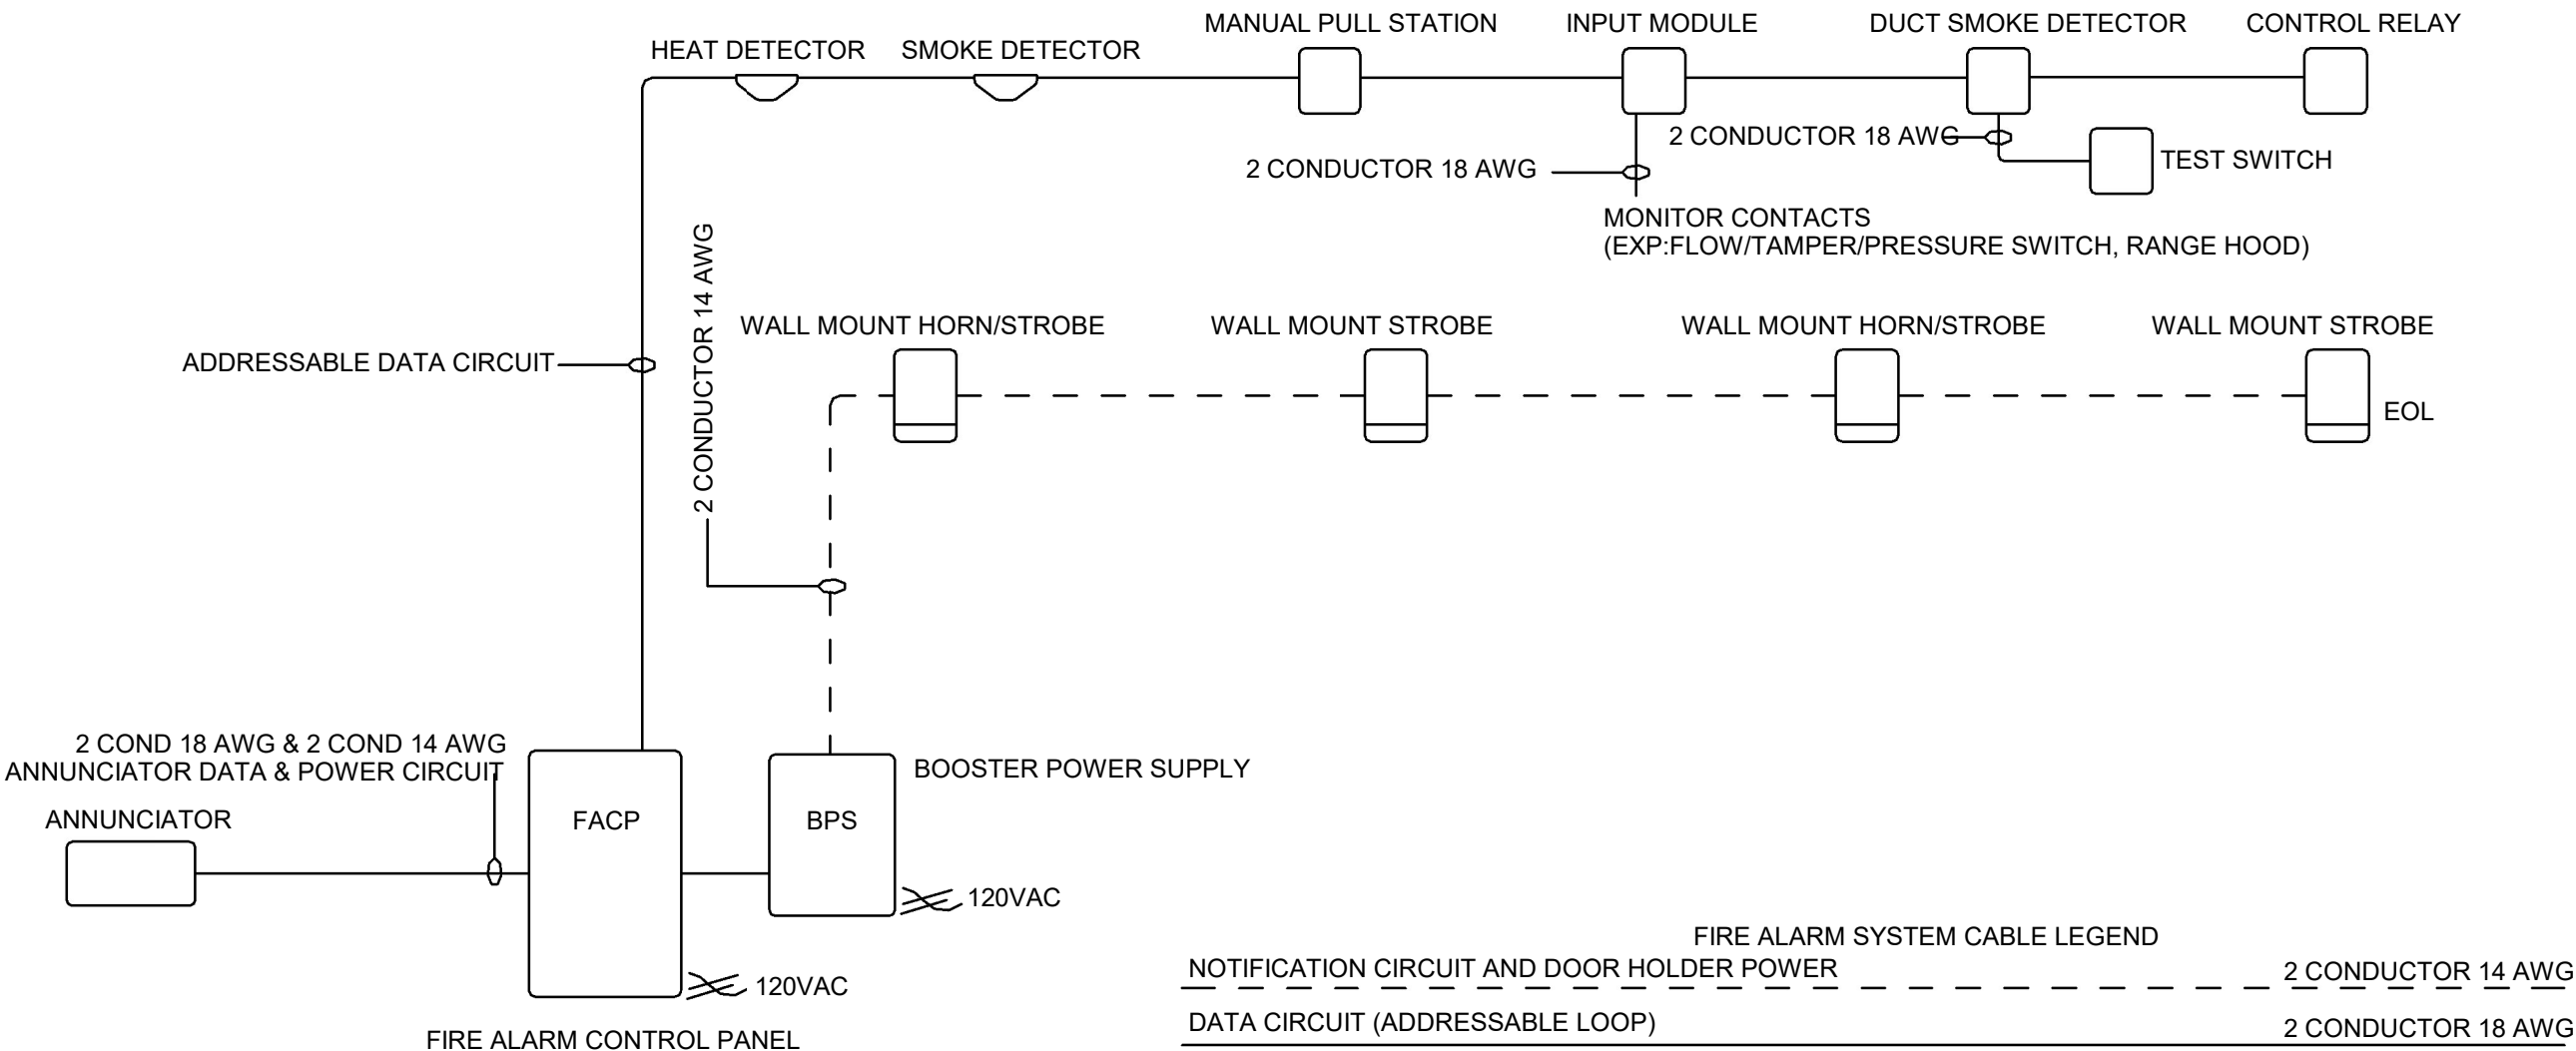 MANUAL PULL STATION
INPUT MODULE
DUCT SMOKE DETECTOR
CONTROL RELAY
HEAT DETECTOR
SMOKE DETECTOR
2 CONDUCTOR 18 AWG
TEST SWITCH
2 CONDUCTOR 18 AWG
MONITOR CONTACTS
(EXP:FLOW/TAMPER/PRESSURE SWITCH, RANGE HOOD)
2 CONDUCTOR 14 AWG
WALL MOUNT HORN/STROBE
WALL MOUNT STROBE
WALL MOUNT HORN/STROBE
WALL MOUNT STROBE
ADDRESSABLE DATA CIRCUIT
EOL
2 COND 18 AWG & 2 COND 14 AWG
ANNUNCIATOR DATA & POWER CIRCUIT
BOOSTER POWER SUPPLY
ANNUNCIATOR
FACP
BPS
120VAC
120VAC
FIRE ALARM CONTROL PANEL
FIRE ALARM SYSTEM CABLE LEGEND
NOTIFICATION CIRCUIT AND DOOR HOLDER POWER
2 CONDUCTOR 14 AWG
DATA CIRCUIT (ADDRESSABLE LOOP)
2 CONDUCTOR 18 AWG